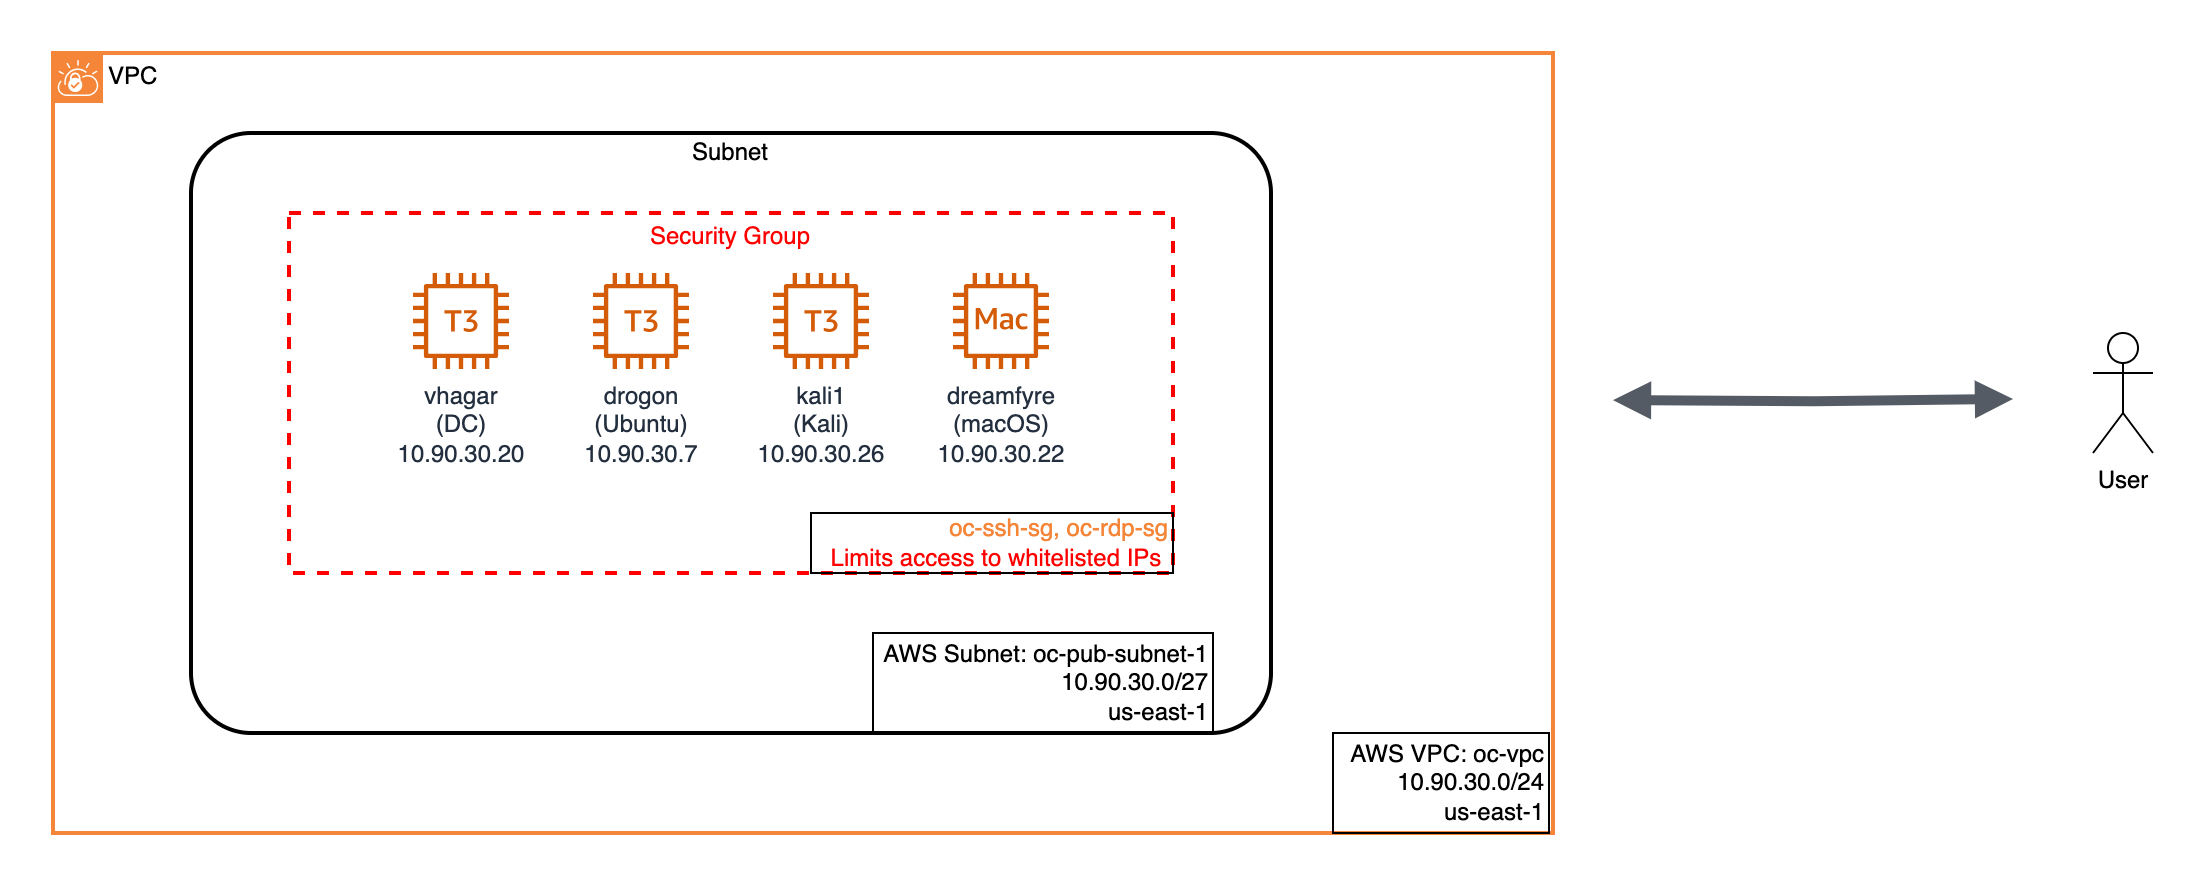 VPC
Subnet
Security Group
T3
T3
T3
Mac
vhagar
(DC)
10.90.30.20
drogon
(Ubuntu)
10.90.30.7
kali1
(Kali)
10.90.30.26
dreamfyre
(macOS)
10.90.30.22
oc-ssh-sg, oc-rdp-sg
Limits access to whitelisted IPs
AWS Subnet: oc-pub-subnet-1
10.90.30.0/27
us-east-1
AWS VPC: oc-vpc
10.90.30.0/24
us-east-1
User